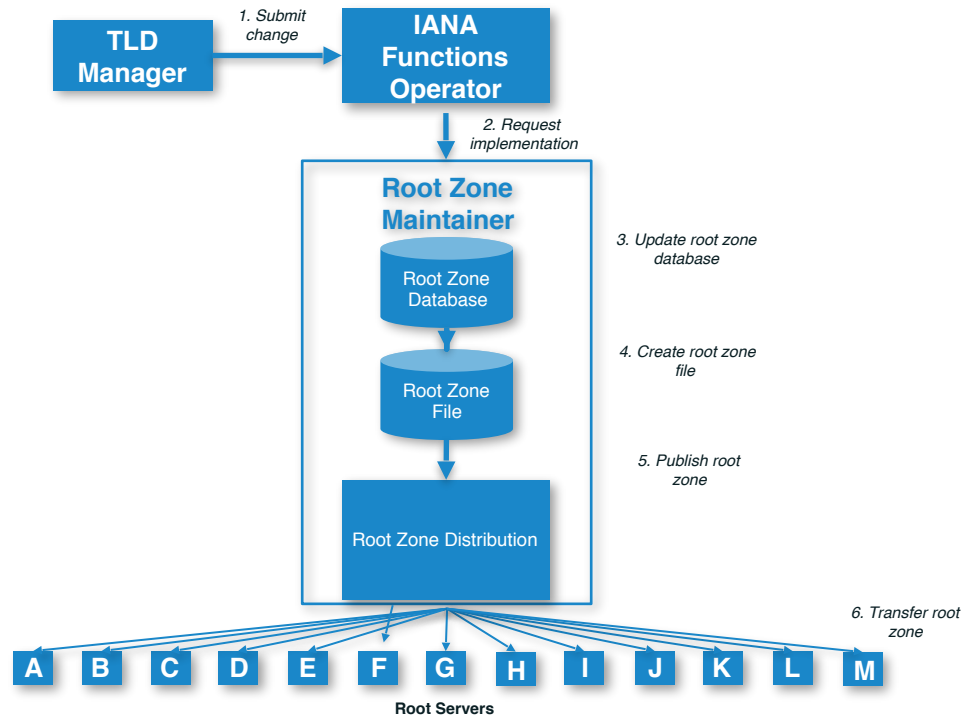 1. Submit
change
TLD
Manager
IANA
Functions
Operator
2. Request
implementation
Root Zone
Maintainer
3. Update root zone
database
Root Zone
Database
4. Create root zone
file
Root Zone
File
5. Publish root
zone
Root Zone Distribution
6. Transfer root
zone
A B C D E F G H I J K L M
Root Servers